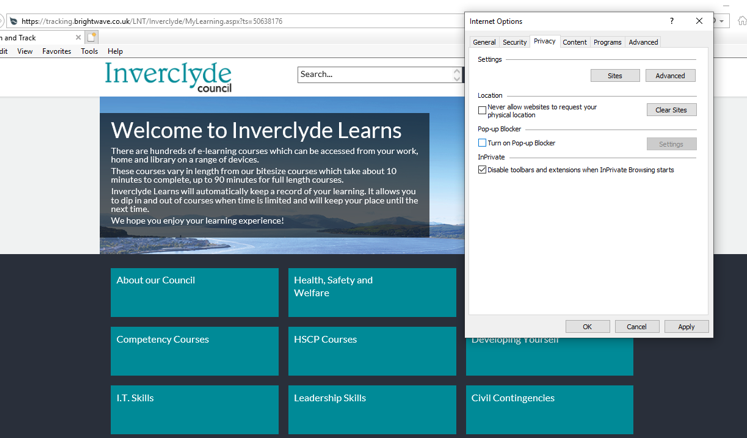 https://tracking.brightwave.co.uk/LNT/Inverclyde/MyLearning.aspx?ts=50638176
n and Track
dit View Favorites Tools Help
Inverclyde
council
Search...
Welcome to Inverclyde Learns
There are hundreds of e-learning courses which can be accessed from your work,
home and library on a range of devices.
These courses vary in length from our bitesize courses which take about 10
minutes to complete, up to 90 minutes for full length courses.
Inverclyde Learns will automatically keep a record of your learning. It allows you
to dip in and out of courses when time is limited and will keep your place until the
next time.
We hope you enjoy your learning experience!
About our Council
Health, Safety and
Welfare
Competency Courses
HSCP Courses
Developing Yourself
I.T. Skills
Leadership Skills
Civil Contingencies
Internet Options
?
General Security Privacy Content Programs Advanced
Settings
Sites Advanced
Location
Never allow websites to request your
physical location
Clear Sites
Pop-up Blocker
Turn on Pop-up Blocker
Settings
InPrivate
Disable toolbars and extensions when InPrivate Browsing starts
OK Cancel Apply